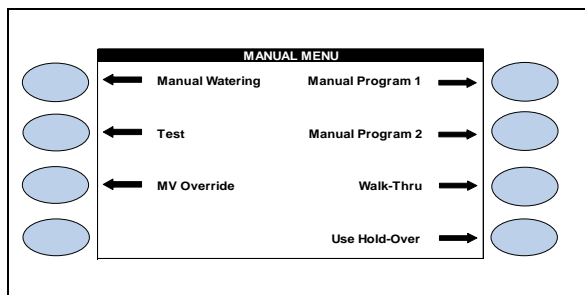 MANUAL MENU
Manual Watering Manual Program 1
Test Manual Program 2
MV Override Walk-Thru
Use Hold-Over